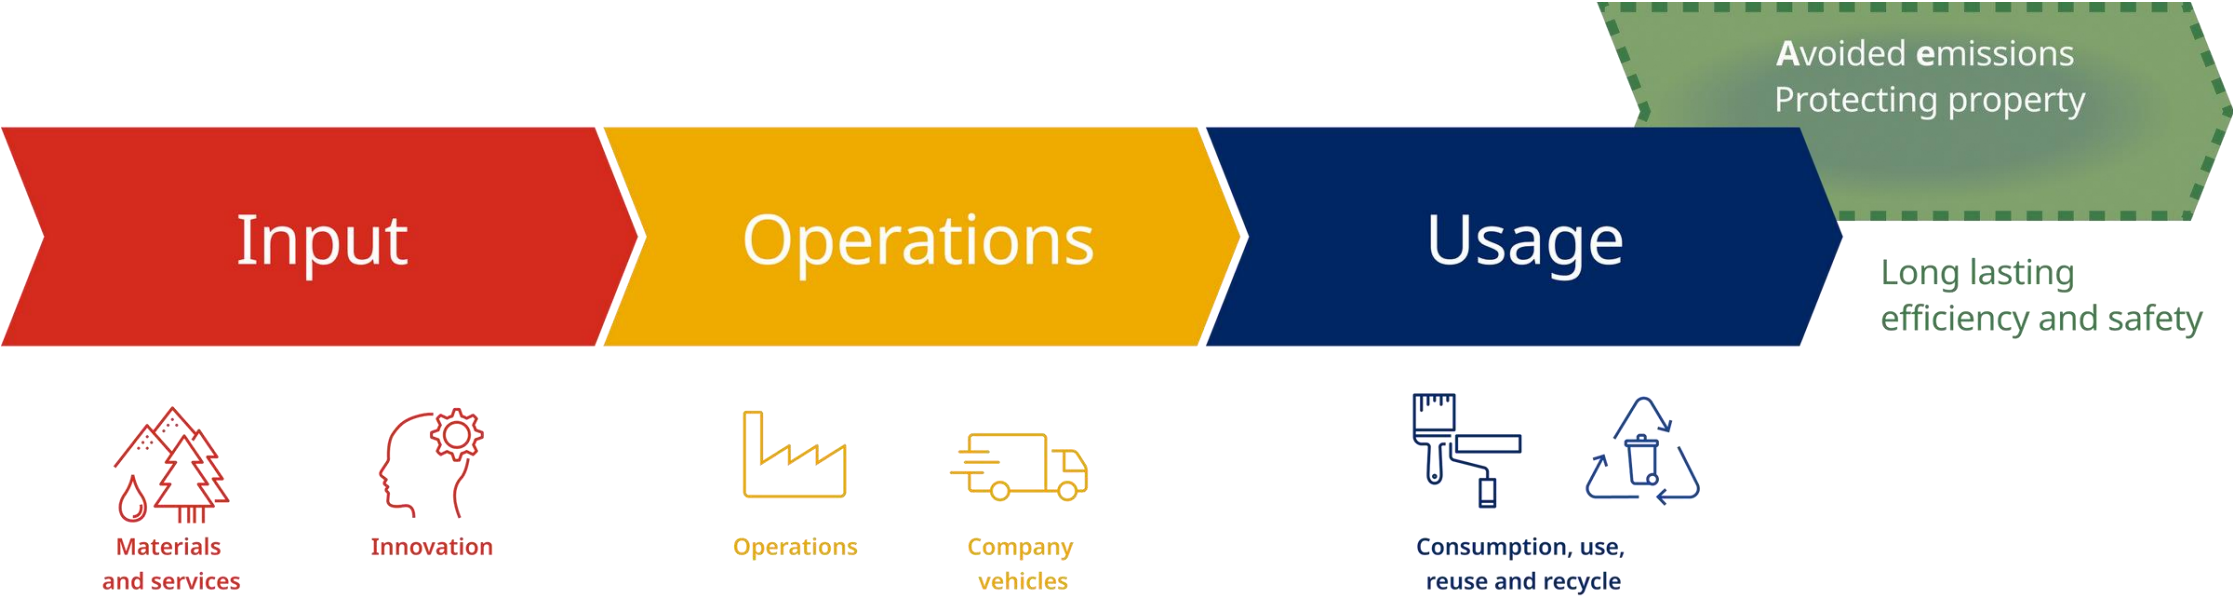 Avoided emissions
Protecting property
Input
Operations
Usage
Long lasting
efficiency and safety
Materials
and services
Innovation
Operations
Company
vehicles
Consumption, use,
reuse and recycle